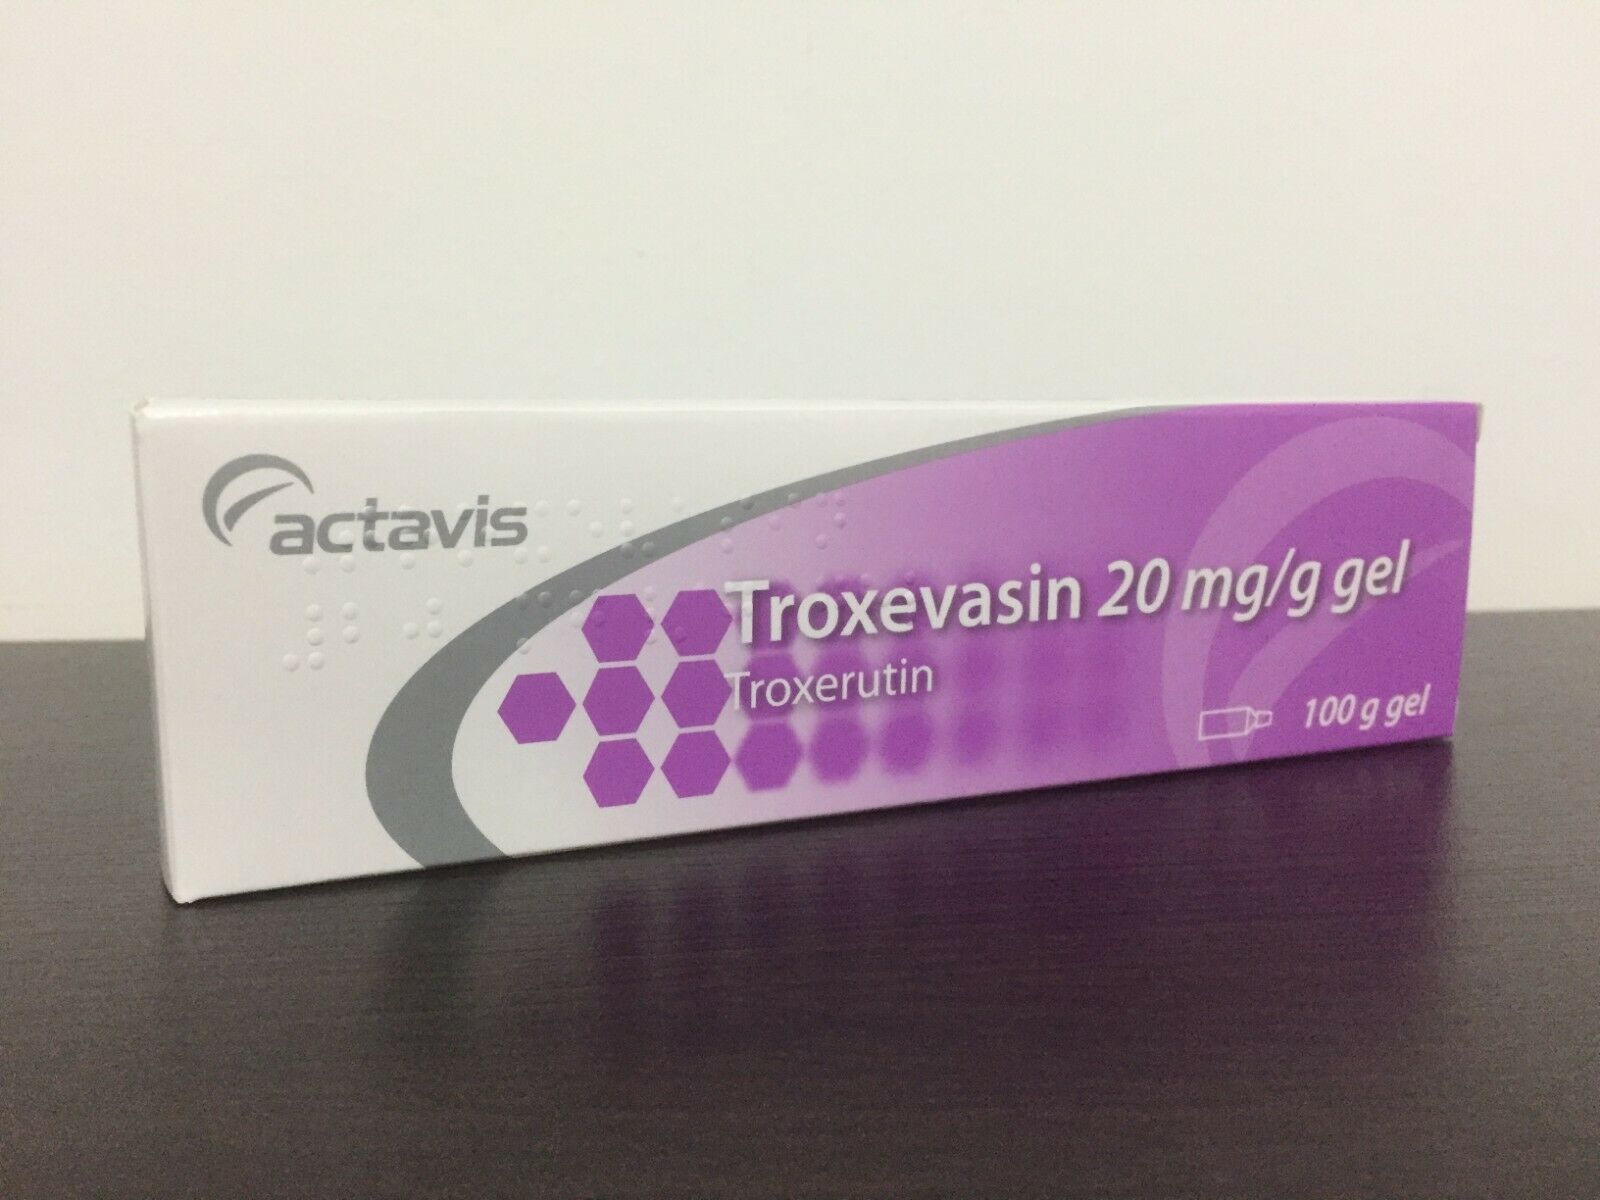 actavis
Troxevasin 20 mg/g gel
Troxerutin
100 g gel